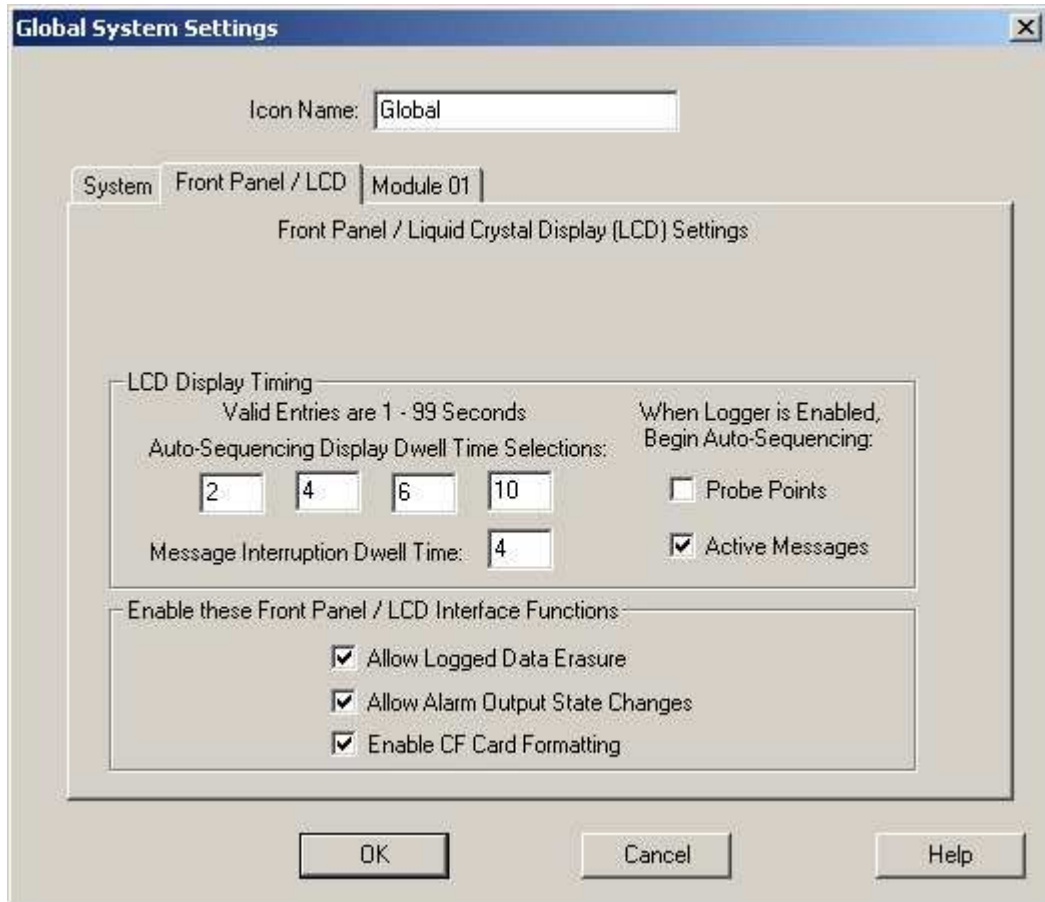 Global System Settings
Icon Name: Global
System Front Panel / LCD Module 01
Front Panel / Liquid Crystal Display (LCD) Settings
LCD Display Timing
Valid Entries are 1 - 99 Seconds
Auto-Sequencing Display Dwell Time Selections:
2 4 6 10
Message Interruption Dwell Time: 4
When Logger is Enabled,
Begin Auto-Sequencing:
Probe Points
Active Messages
Enable these Front Panel / LCD Interface Functions
Allow Logged Data Erasure
Allow Alarm Output State Changes
Enable CF Card Formatting
OK Cancel Help